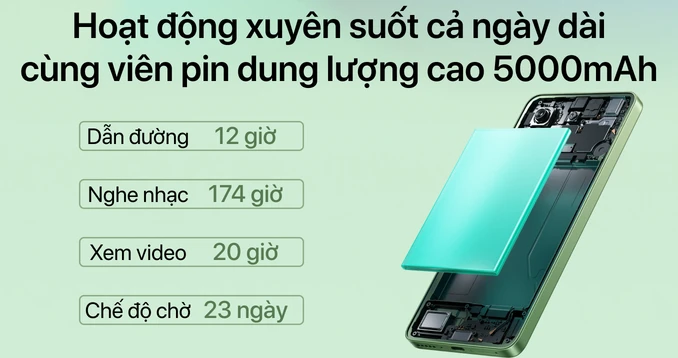 Hoạt động xuyên suốt cả ngày dài
cùng viên pin dung lượng cao 5000mAh
Dẫn đường 12 giờ
Nghe nhạc 174 giờ
Xem video 20 giờ
Chế độ chờ 23 ngày